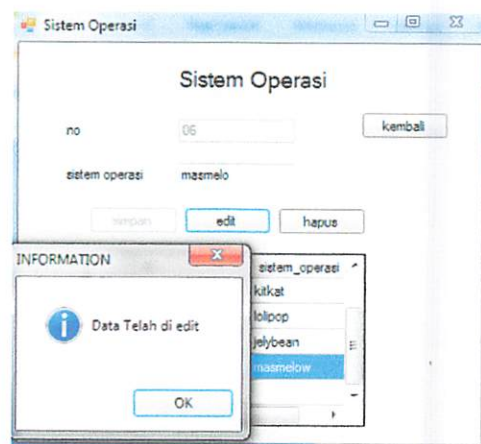 Sistem Operasi
Sistem Operasi
no 06 kembali
sistem operasi masmelo
simpan edit hapus
INFORMATION
sistem_operasi
kitkat
lolipop
jelybean
masmelow
Data Telah di edit
OK